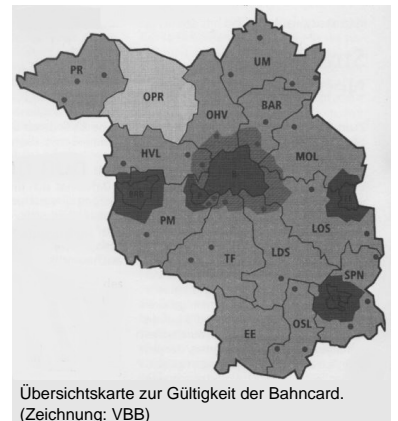 UM
PR
OPR
OHV
BAR
HVL
MOL
PM
LOS
TF
LDS
SPN
EE
OSL
Übersichtskarte zur Gültigkeit der Bahncard.
(Zeichnung: VBB)